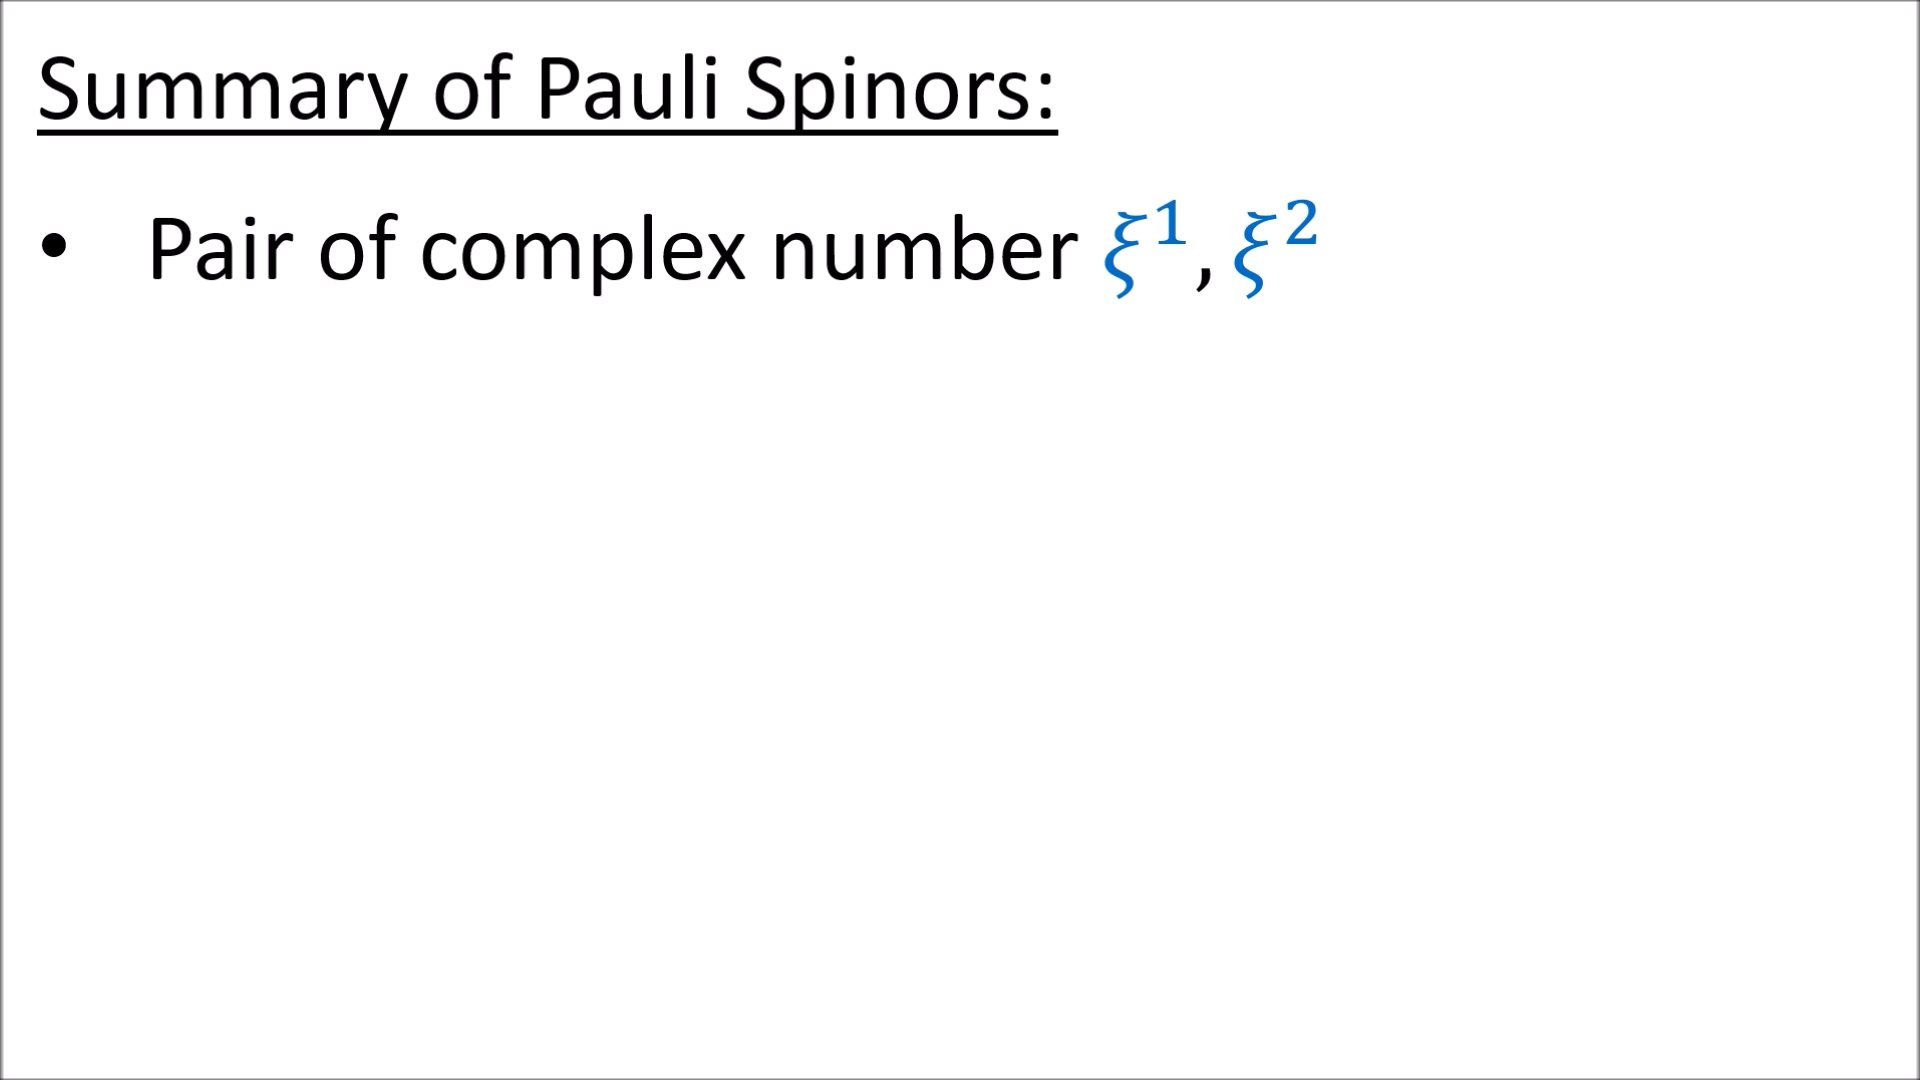 Summary of Pauli Spinors:
• Pair of complex number ξ¹, ξ²